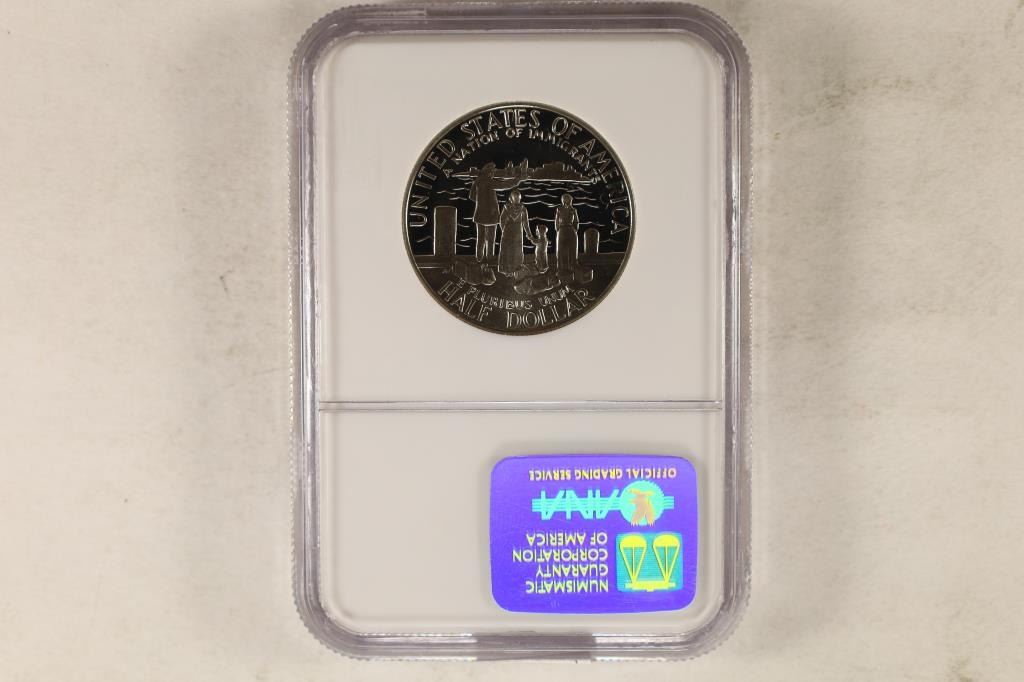 UNITED STATES OF AMERICA
A NATION OF IMMIGRANTS
E PLURIBUS UNUM
HALF DOLLAR
NUMISMATIC
GUARANTY
CORPORATION
OF AMERICA
ANA
OFFICIAL GRADING SERVICE